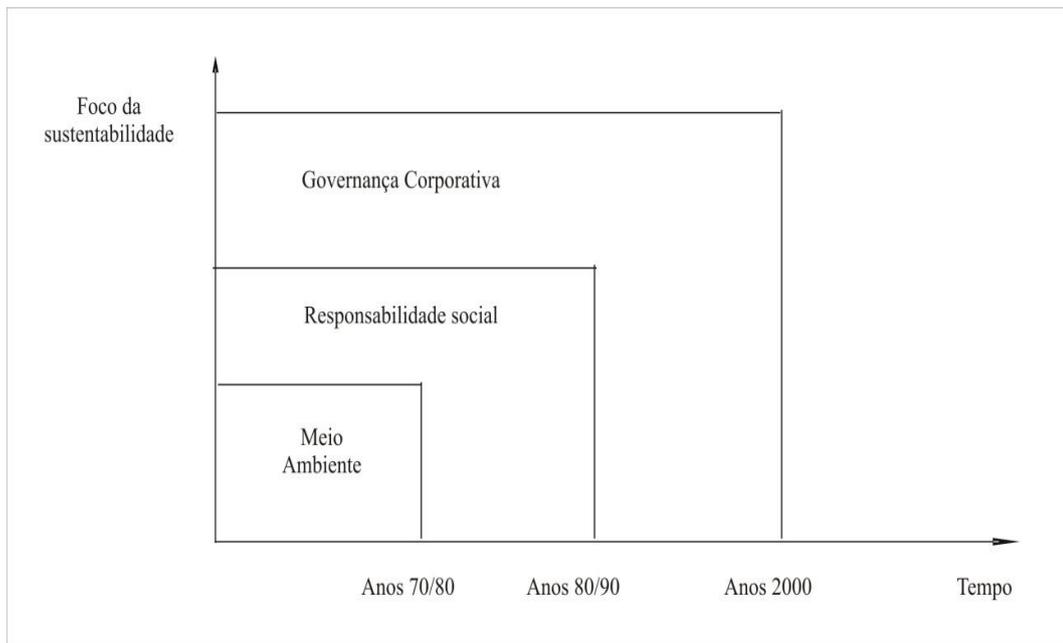 Foco da
sustentabilidade
Governança Corporativa
Responsabilidade social
Meio
Ambiente
Anos 70/80
Anos 80/90
Anos 2000
Tempo